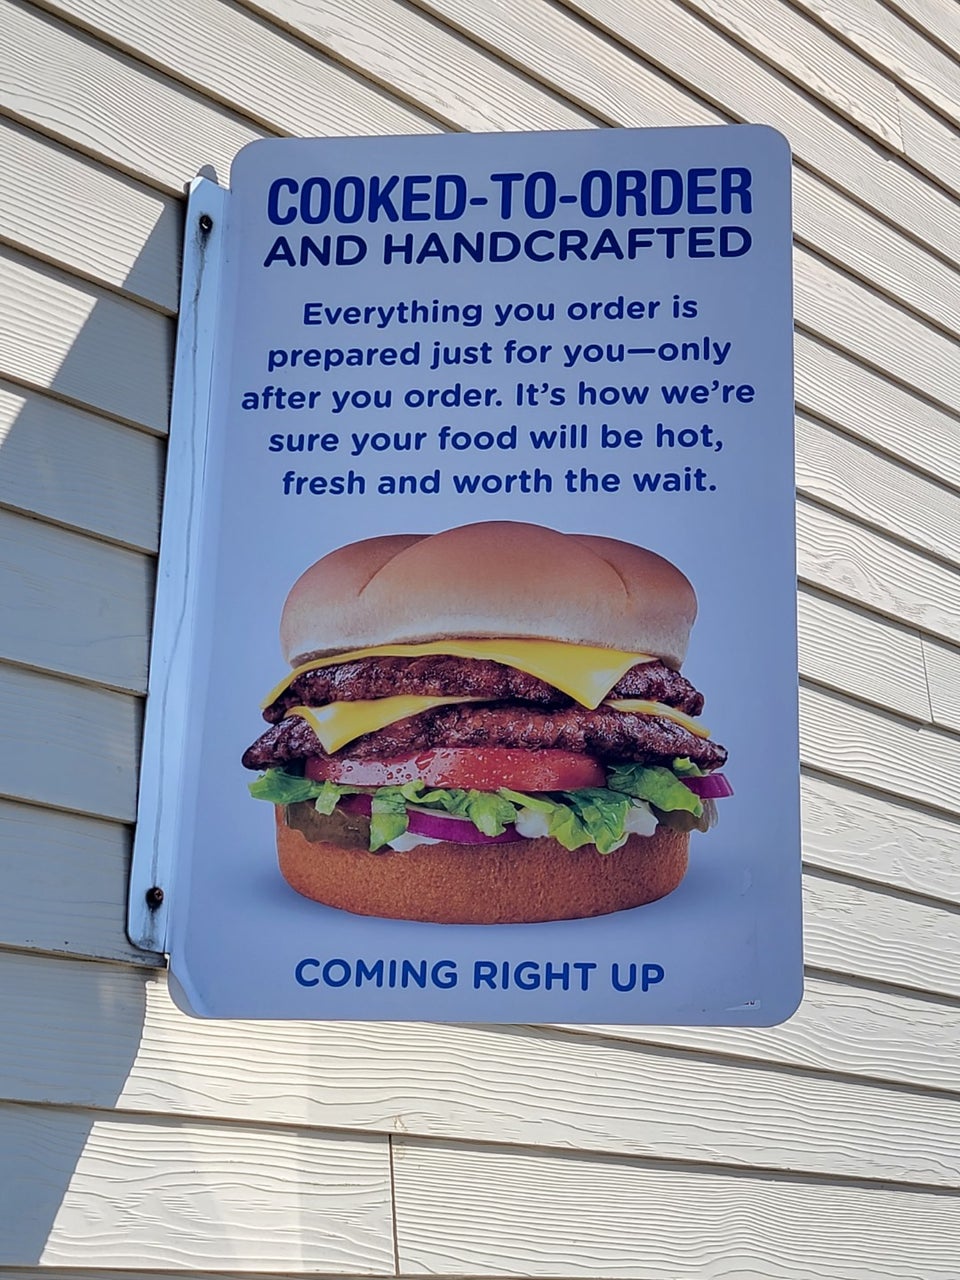 COOKED-TO-ORDER
AND HANDCRAFTED
Everything you order is
prepared just for you—only
after you order. It's how we're
sure your food will be hot,
fresh and worth the wait.
COMING RIGHT UP